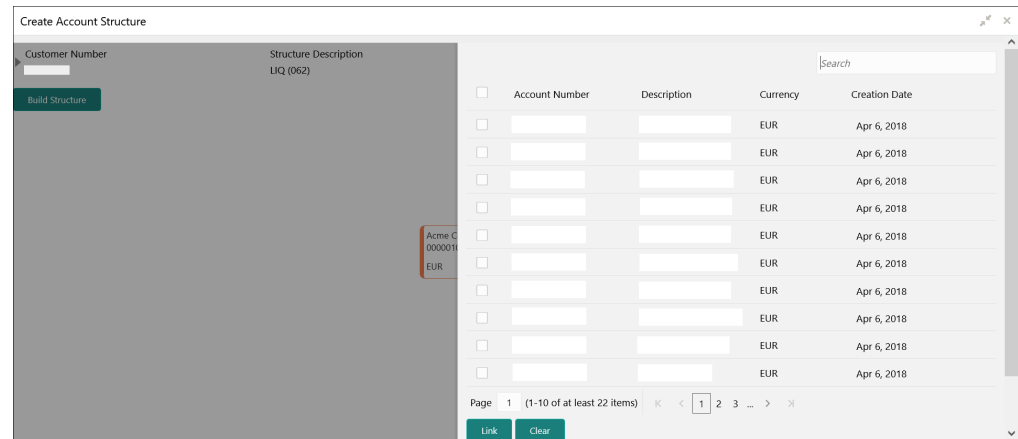 Create Account Structure
Customer Number
Structure Description
LIQ (062)
Build Structure
Acme C
EUR
Search
Account Number Description Currency Creation Date
EUR Apr 6, 2018
EUR Apr 6, 2018
EUR Apr 6, 2018
EUR Apr 6, 2018
EUR Apr 6, 2018
EUR Apr 6, 2018
EUR Apr 6, 2018
EUR Apr 6, 2018
EUR Apr 6, 2018
EUR Apr 6, 2018
Page 1 (1-10 of at least 22 items) 1 2 3 ...
Link Clear